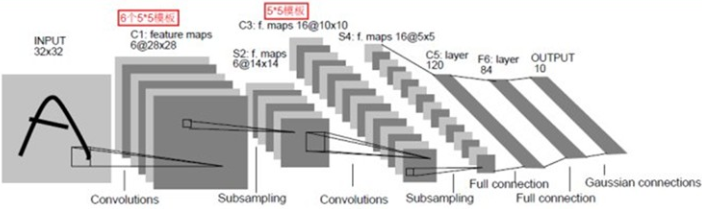 INPUT
32x32
6个5*5模板
C1: feature maps
6@28x28
S2: f. maps
6@14x14
5*5模板
C3: f. maps 16@10x10
S4: f. maps 16@5x5
C5: layer
120
F6: layer
84
OUTPUT
10
Convolutions
Subsampling
Convolutions
Subsampling
Full connection
Full connection
Gaussian connections